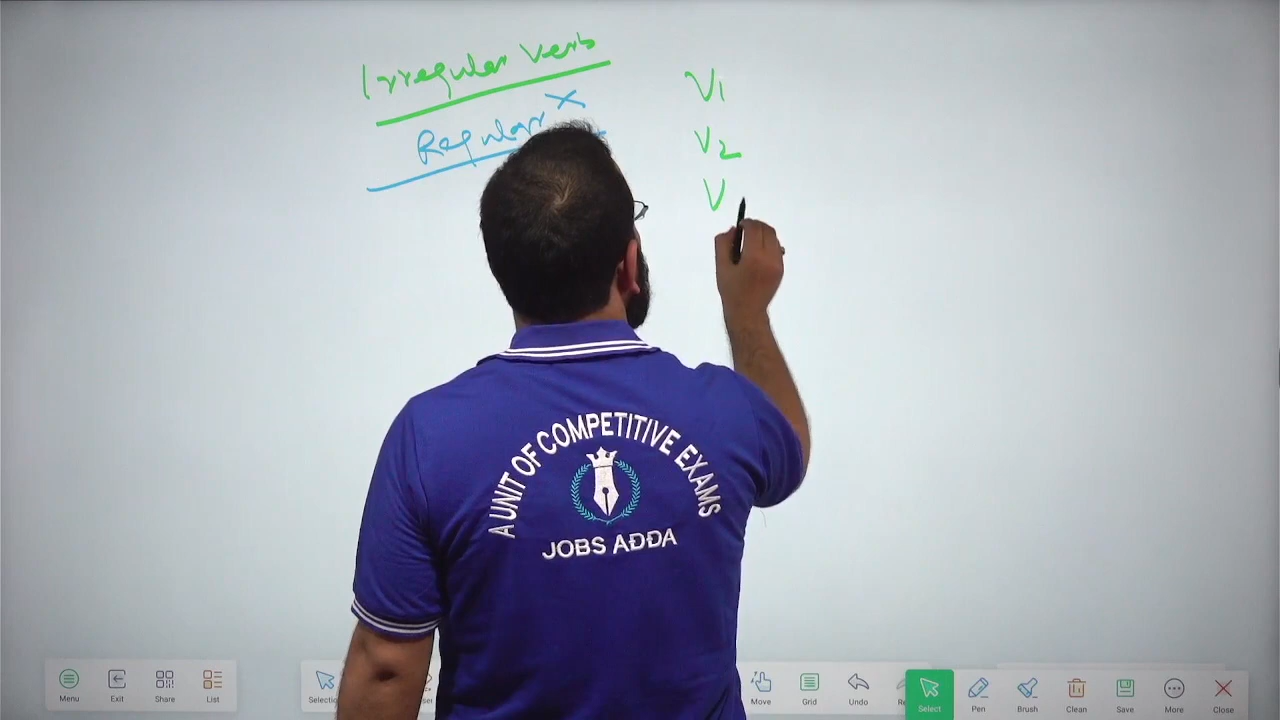 Irregular Verb
Regular ×
V1
V2
V
A UNIT OF COMPETITIVE EXAMS
JOBS ADDA
Menu
Exit
Share
List
Move
Undo
Select
Pen
Brush
Clean
Save
More
Close